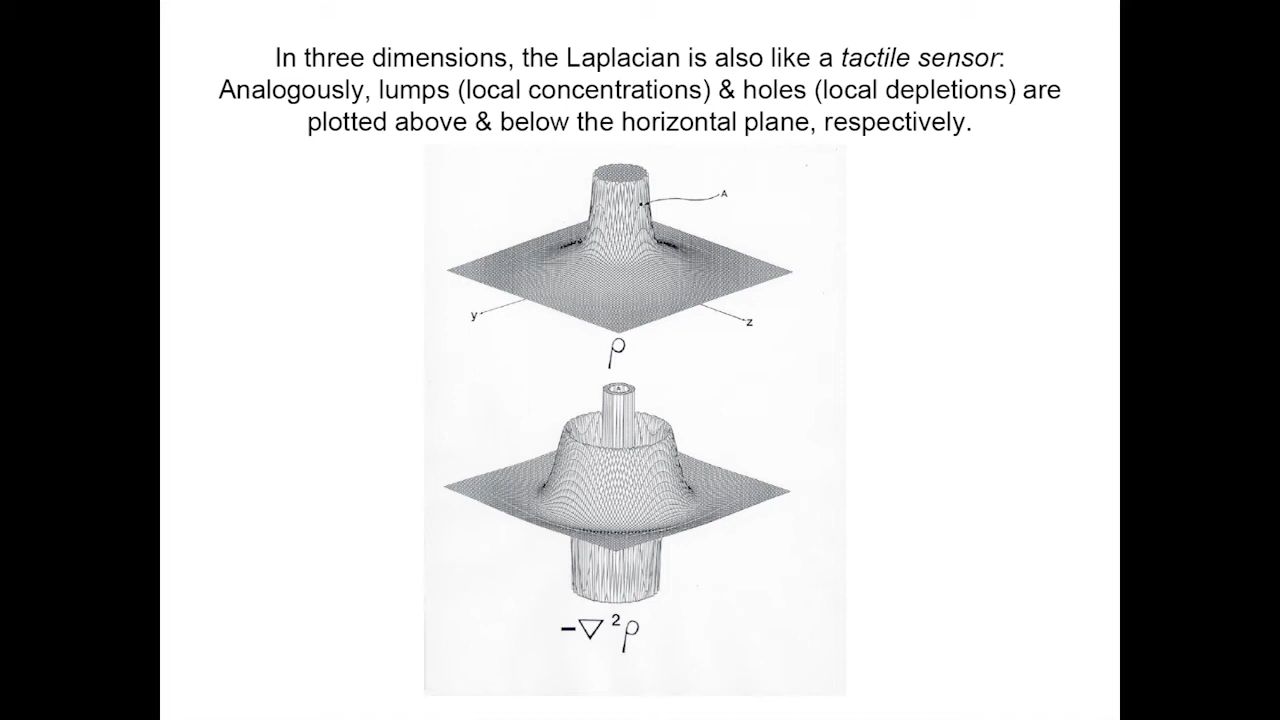 In three dimensions, the Laplacian is also like a tactile sensor:
Analogously, lumps (local concentrations) & holes (local depletions) are
plotted above & below the horizontal plane, respectively.
A
y
z
ρ
−∇²ρ